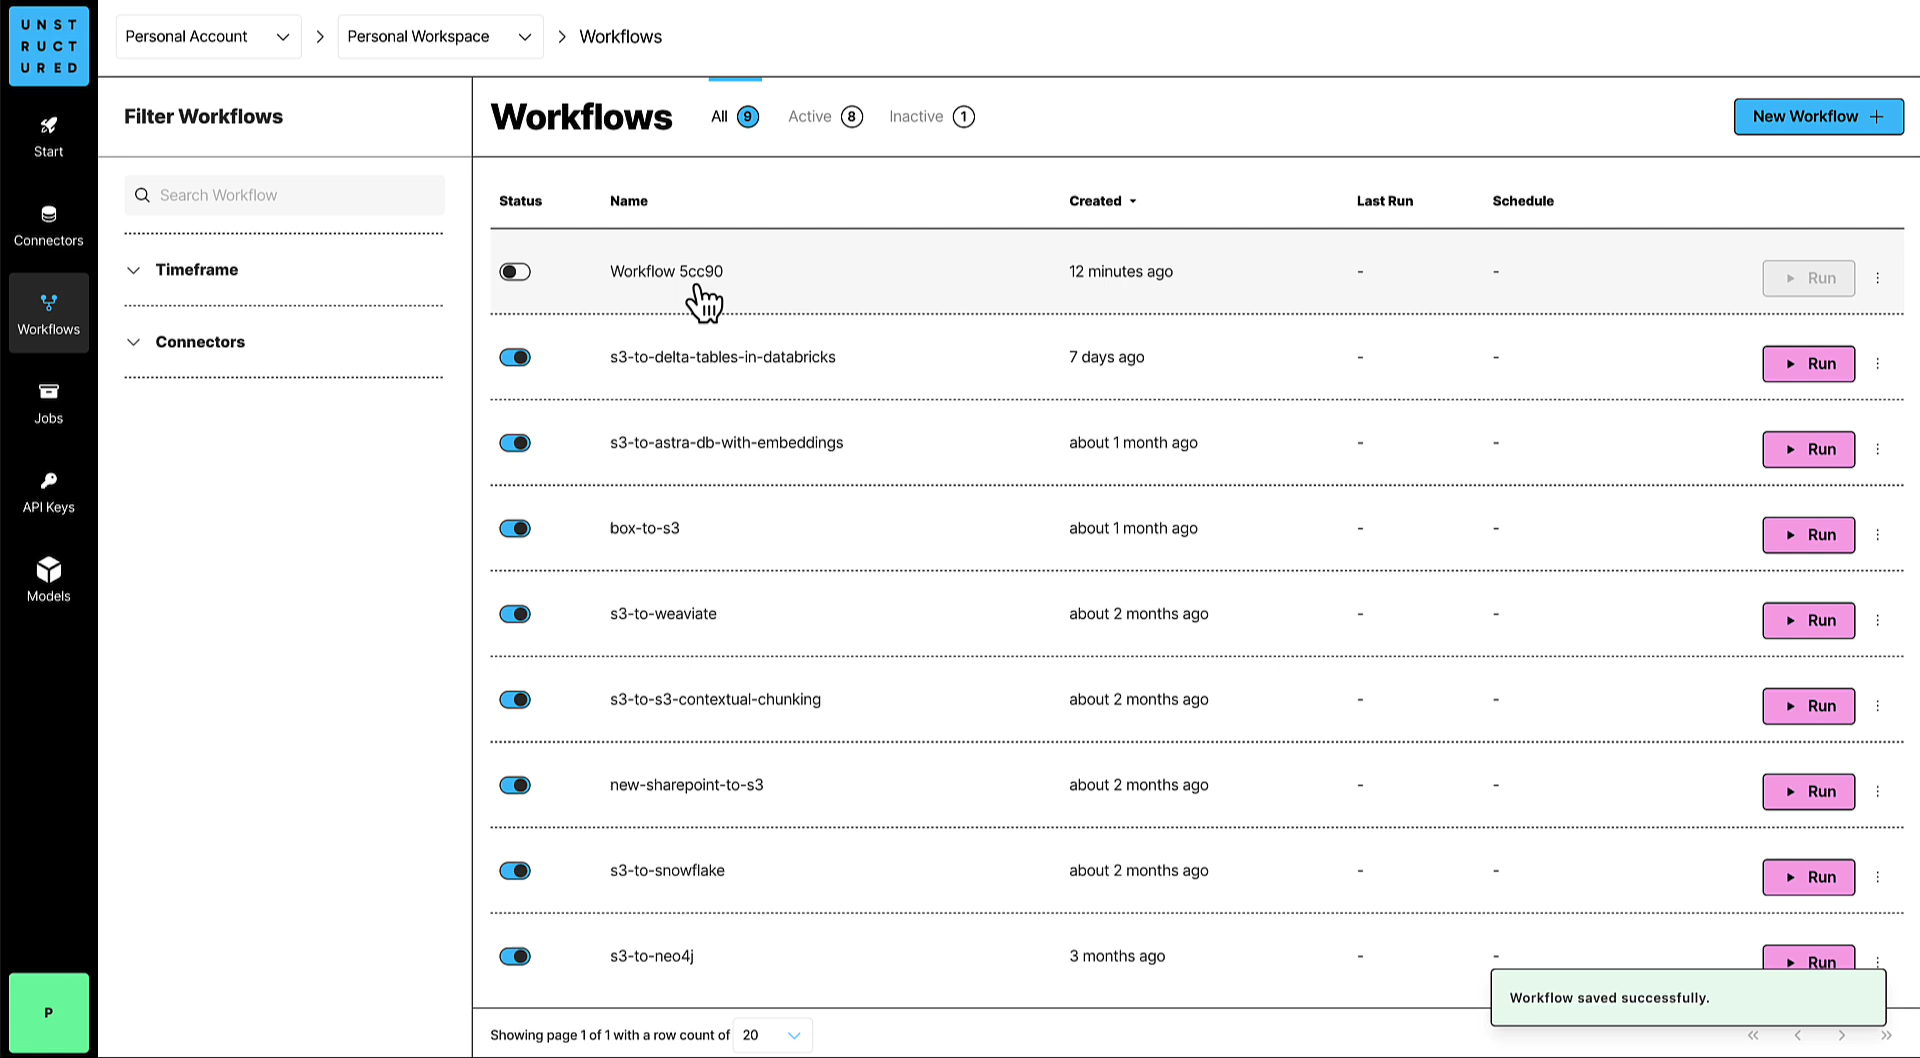 UNST
RUCT
URED
Personal Account
Personal Workspace
Workflows
Start
Connectors
Workflows
Jobs
API Keys
Models
P
Filter Workflows
Search Workflow
Timeframe
Connectors
Workflows
All 9
Active 8
Inactive 1
New Workflow
Status Name Created Last Run Schedule
Workflow 5cc90 12 minutes ago - - Run
s3-to-delta-tables-in-databricks 7 days ago - - Run
s3-to-astra-db-with-embeddings about 1 month ago - - Run
box-to-s3 about 1 month ago - - Run
s3-to-weaviate about 2 months ago - - Run
s3-to-s3-contextual-chunking about 2 months ago - - Run
new-sharepoint-to-s3 about 2 months ago - - Run
s3-to-snowflake about 2 months ago - - Run
s3-to-neo4j 3 months ago - - Run
Workflow saved successfully.
Showing page 1 of 1 with a row count of 20